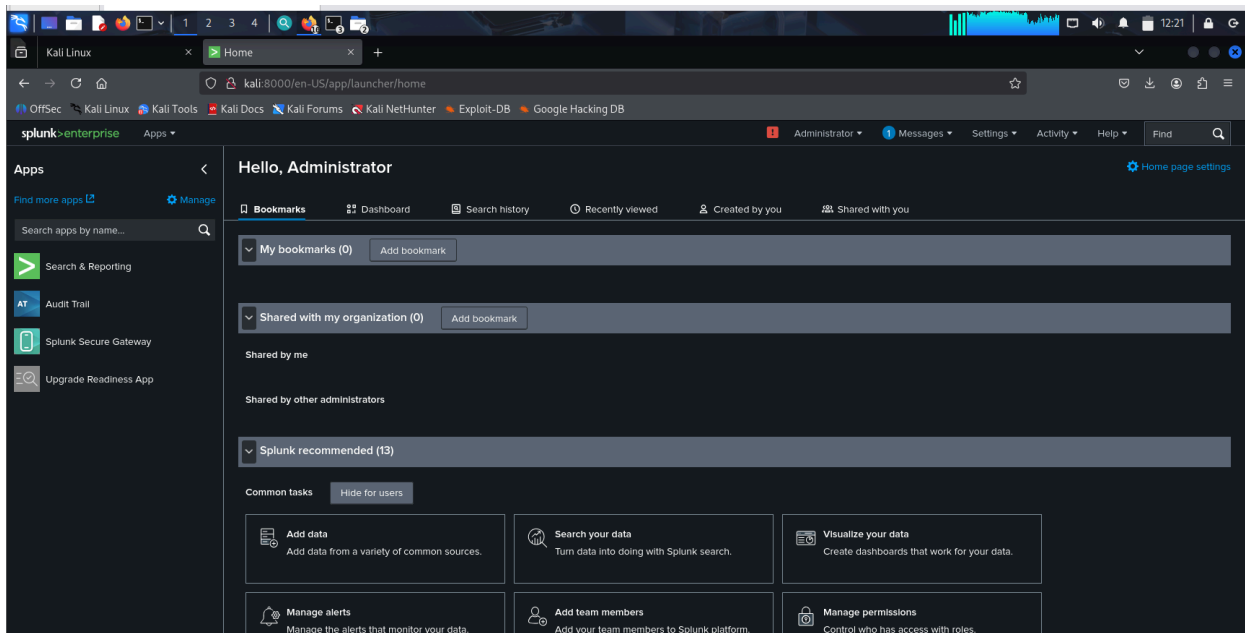 1 2 3 4 12:21
Kali Linux × Home × +
kali:8000/en-US/app/launcher/home
OffSec Kali Linux Kali Tools Kali Docs Kali Forums Kali NetHunter Exploit-DB Google Hacking DB
splunk>enterprise Apps Administrator 1 Messages Settings Activity Help Find
Apps
Find more apps Manage
Search apps by name...
Search & Reporting
AT Audit Trail
Splunk Secure Gateway
Upgrade Readiness App
Hello, Administrator
Home page settings
Bookmarks Dashboard Search history Recently viewed Created by you Shared with you
My bookmarks (0) Add bookmark
Shared with my organization (0) Add bookmark
Shared by me
Shared by other administrators
Splunk recommended (13)
Common tasks Hide for users
Add data
Add data from a variety of common sources.
Search your data
Turn data into doing with Splunk search.
Visualize your data
Create dashboards that work for your data.
Manage alerts
Manage the alerts that monitor your data.
Add team members
Add your team members to Splunk platform.
Manage permissions
Control who has access with roles.